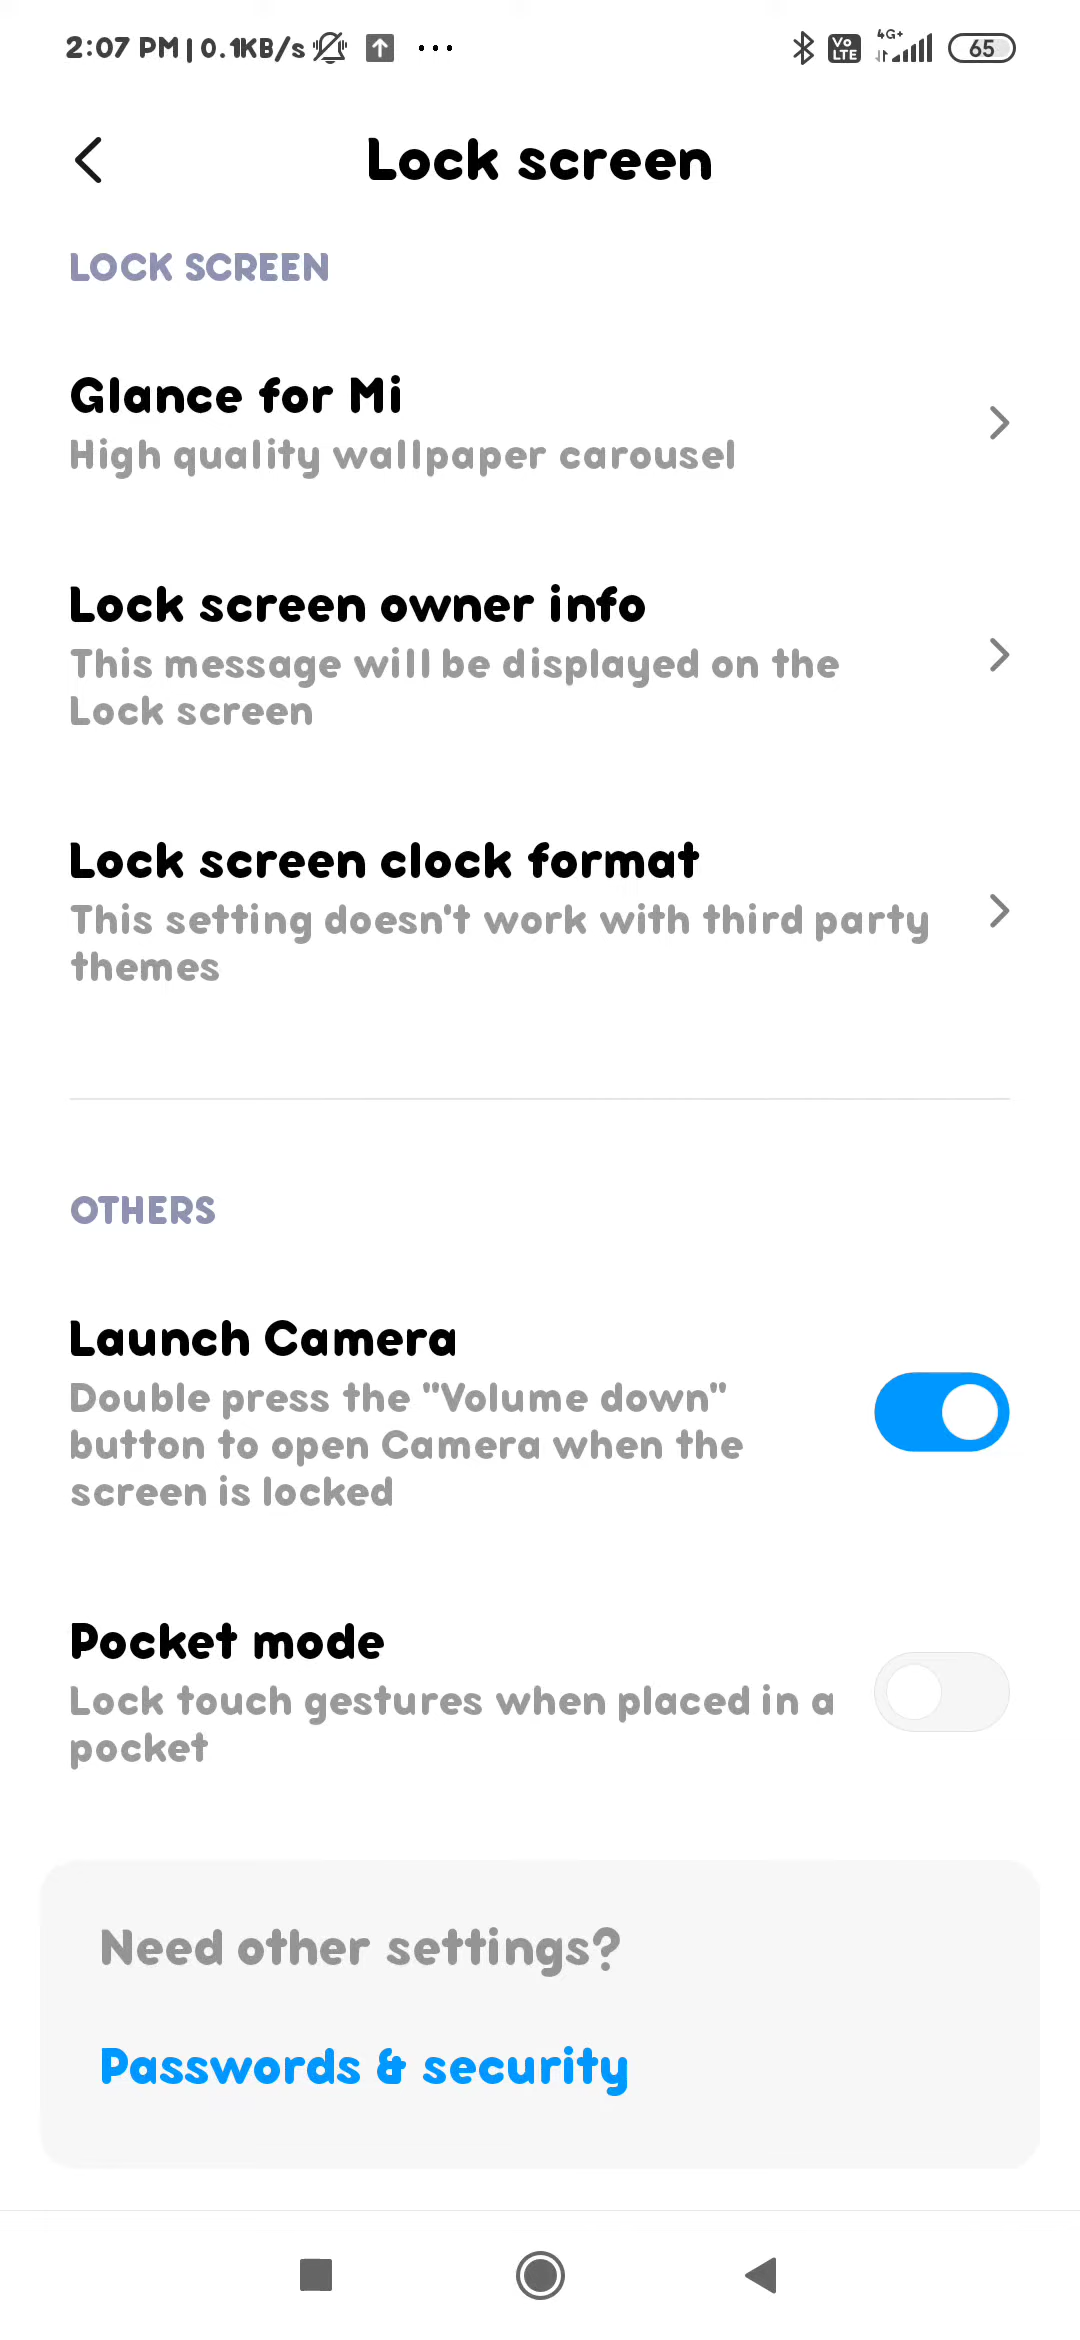 2:07 PM | 0.1KB/s
Vo LTE 4G+ 65
Lock screen
LOCK SCREEN
Glance for Mi
High quality wallpaper carousel
Lock screen owner info
This message will be displayed on the
Lock screen
Lock screen clock format
This setting doesn't work with third party
themes
OTHERS
Launch Camera
Double press the "Volume down"
button to open Camera when the
screen is locked
Pocket mode
Lock touch gestures when placed in a
pocket
Need other settings?
Passwords & security